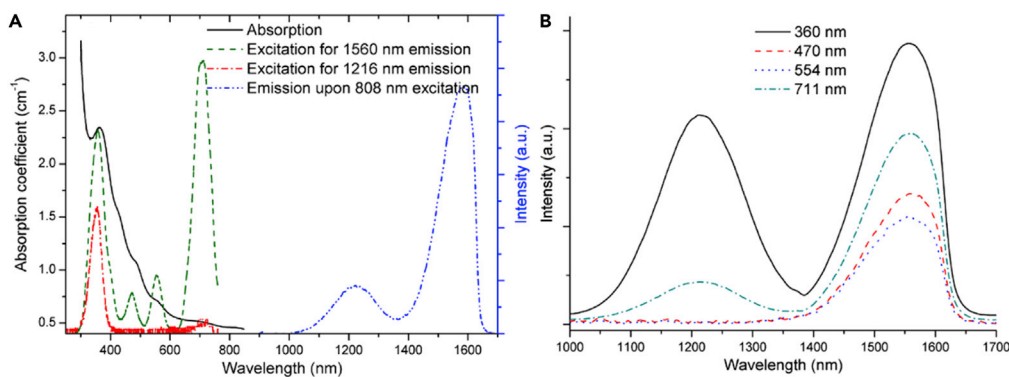 A
Absorption
Excitation for 1560 nm emission
Excitation for 1216 nm emission
Emission upon 808 nm excitation
3.0
2.5
2.0
1.5
1.0
0.5
Absorption coefficient (cm⁻¹)
400 600 800 1000 1200 1400 1600
Wavelength (nm)
Intensity (a.u.)
B
360 nm
470 nm
554 nm
711 nm
Intensity (a.u.)
1000 1100 1200 1300 1400 1500 1600 1700
Wavelength (nm)